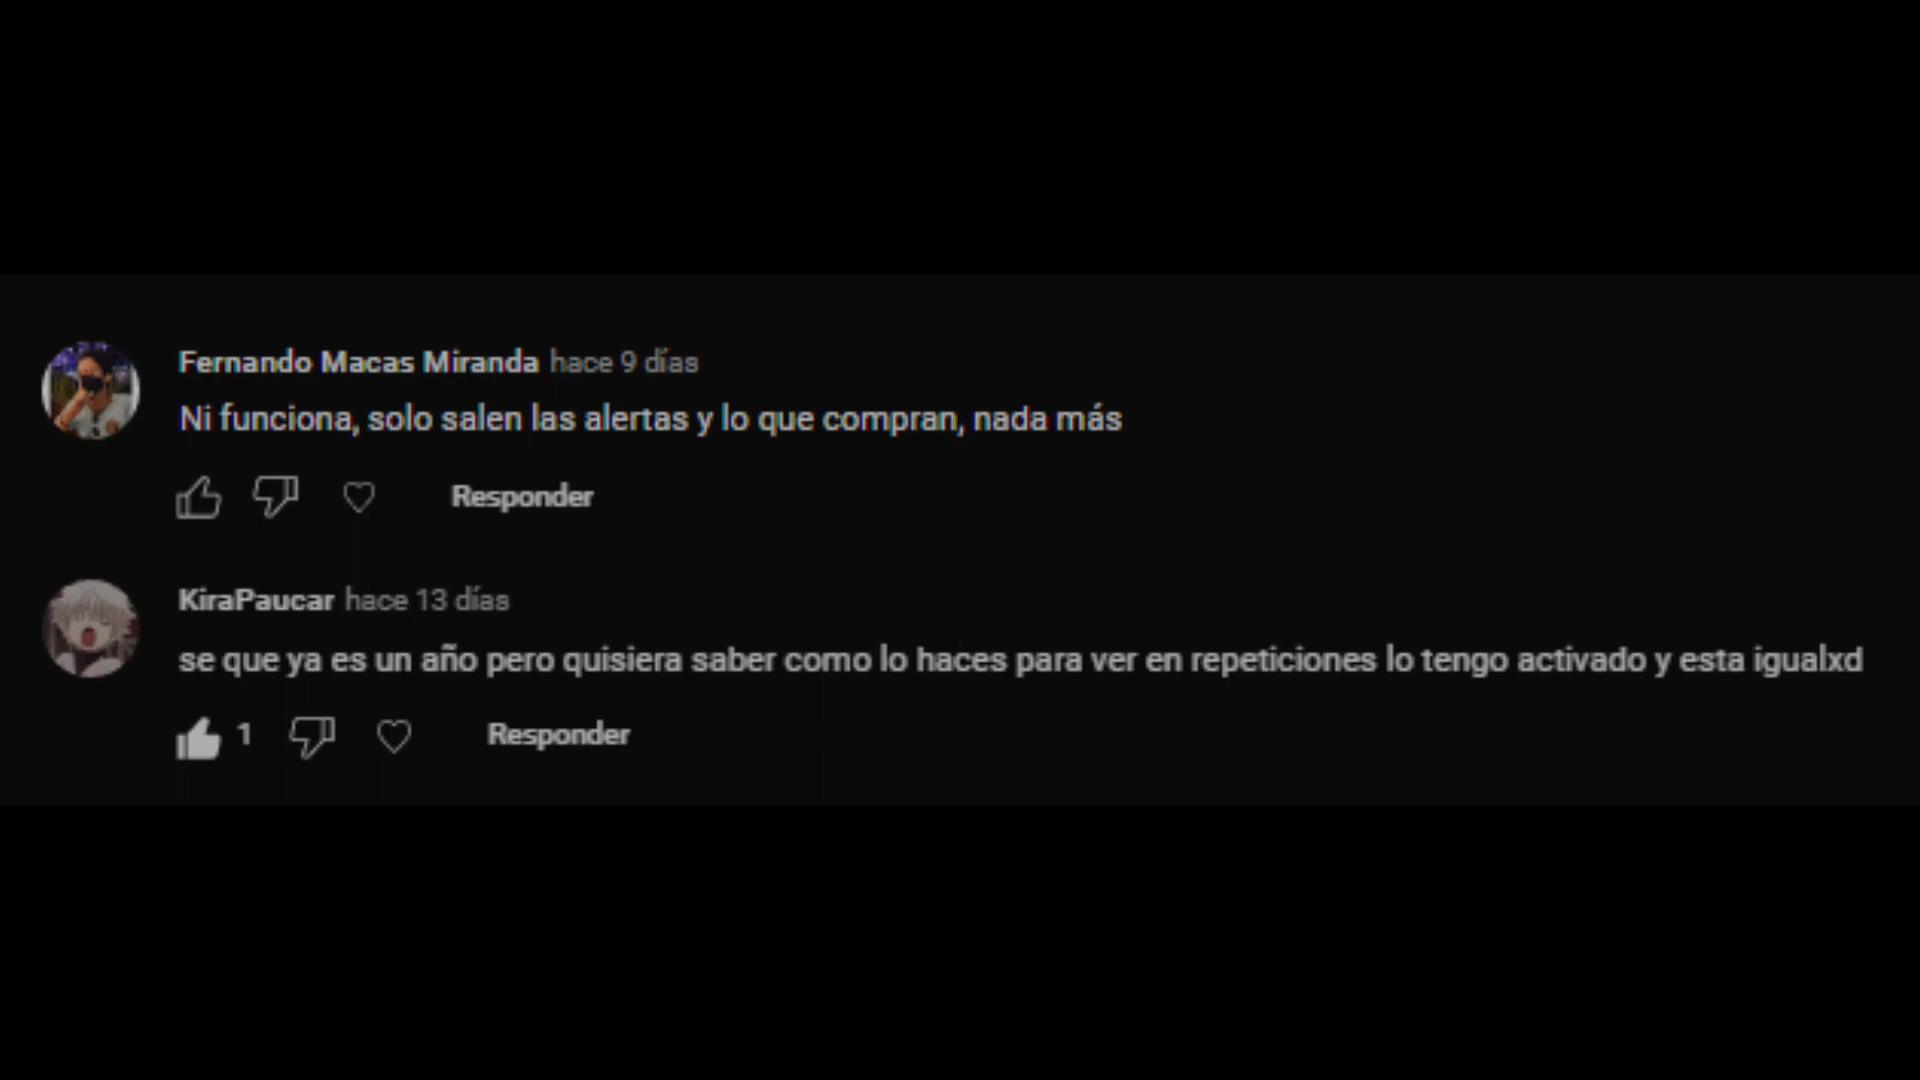 Fernando Macas Miranda hace 9 días
Ni funciona, solo salen las alertas y lo que compran, nada más
Responder
KiraPaucar hace 13 días
se que ya es un año pero quisiera saber como lo haces para ver en repeticiones lo tengo activado y esta igualxd
1 Responder